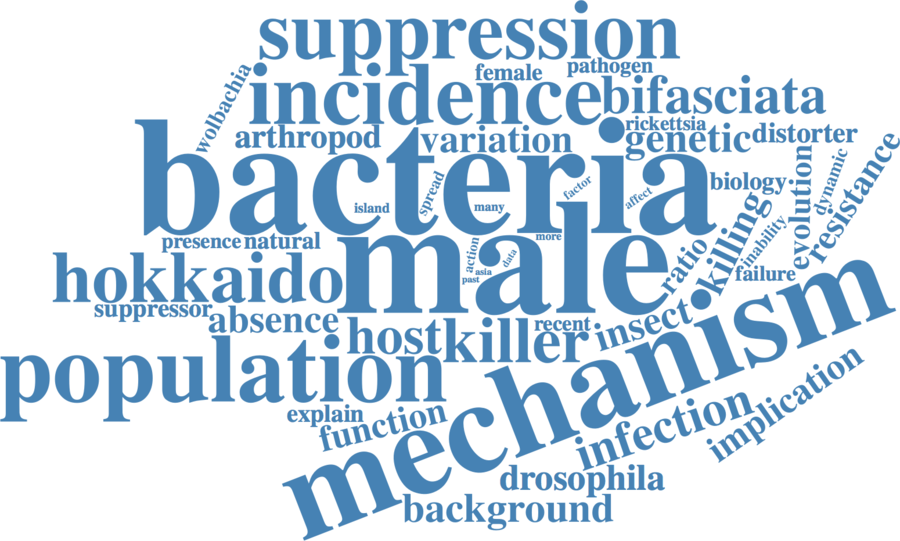 suppression
female
pathogen
wolbachia
incidence
bifasciata
rickettsia
arthropod
variation
genetic
distorter
bacteria
island
spread
many
factor
affect
biology
evolution
dynamic
resistance
presence
natural
male
more
action
asia
data
past
ratio
killing
inability
failure
hokkaido
suppressor
absence
host
killer
recent
insect
mechanism
population
explain
function
infection
implication
drosophila
background